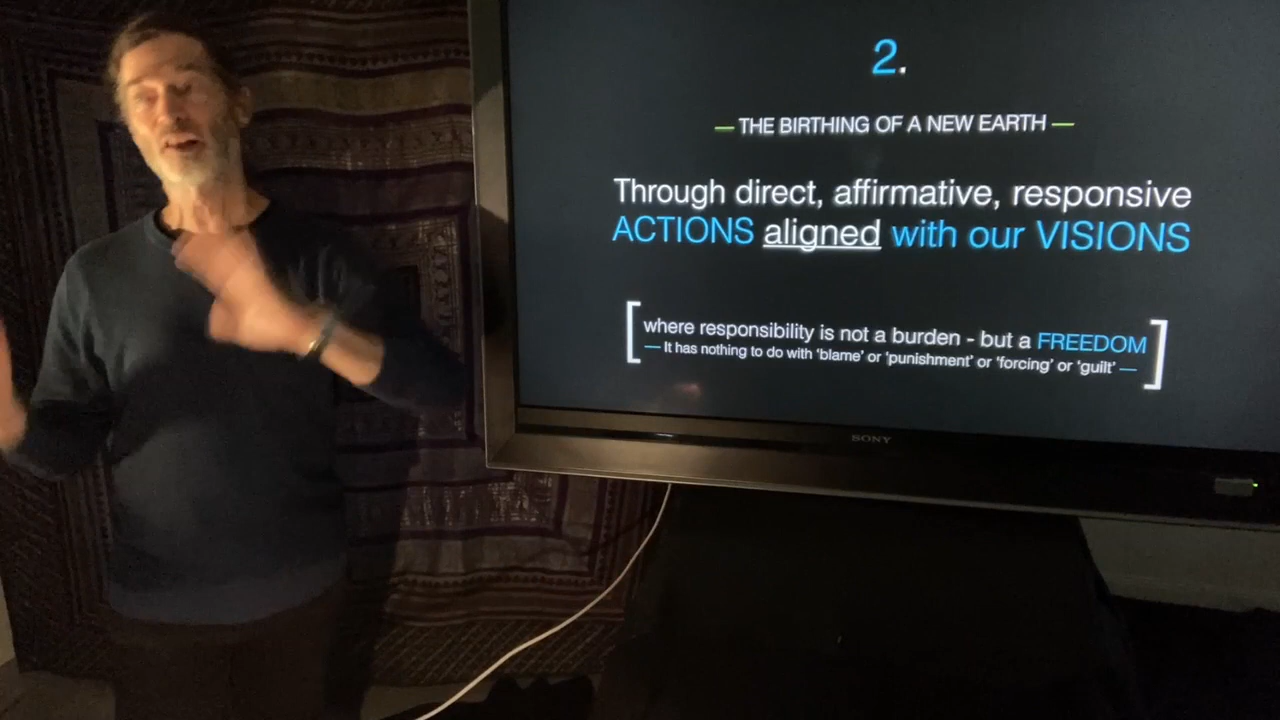 2.
— THE BIRTHING OF A NEW EARTH —
Through direct, affirmative, responsive
ACTIONS aligned with our VISIONS
[where responsibility is not a burden - but a FREEDOM
— It has nothing to do with 'blame' or 'punishment' or 'forcing' or 'guilt' —]
SONY